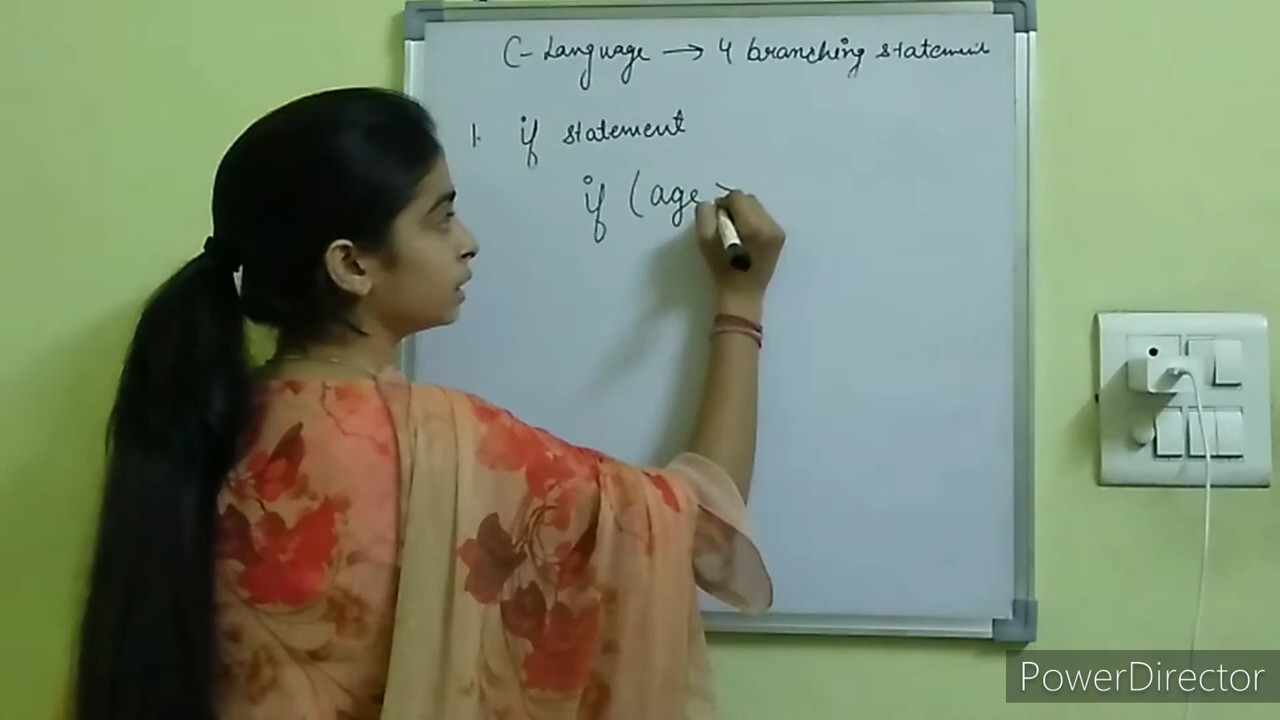 C-Language → 4 branching statement
1. if statement
if (age >
PowerDirector